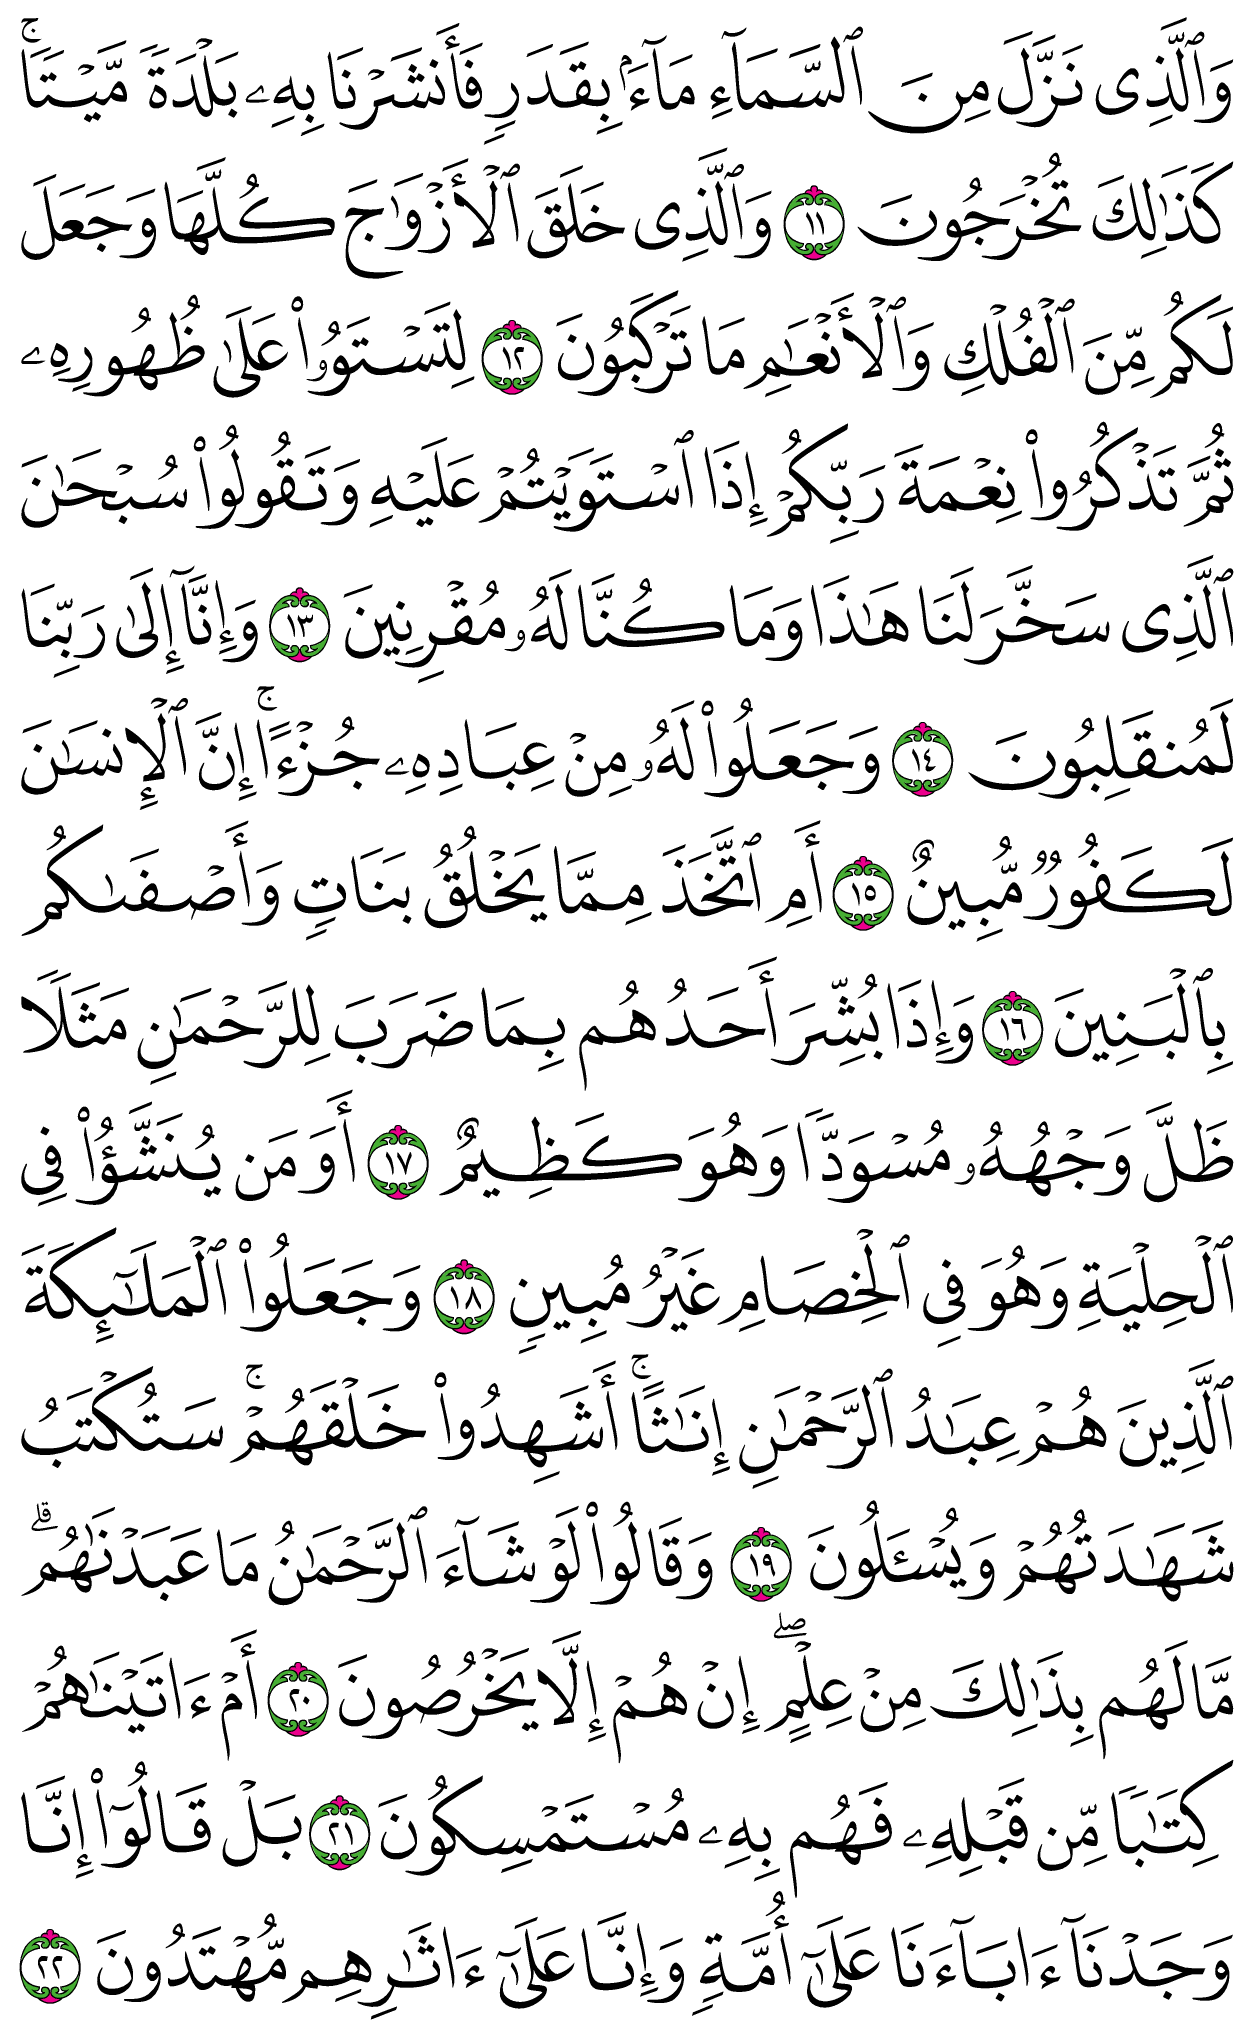 وَٱلَّذِى نَزَّلَ مِنَ ٱلسَّمَآءِ مَآءَۢ بِقَدَرٍ فَأَنشَرْنَا بِهِۦ بَلْدَةً مَّيْتًا ۚ
كَذَٰلِكَ تُخْرَجُونَ ١١ وَٱلَّذِى خَلَقَ ٱلْأَزْوَٰجَ كُلَّهَا وَجَعَلَ
لَكُم مِّنَ ٱلْفُلْكِ وَٱلْأَنْعَٰمِ مَا تَرْكَبُونَ ١٢ لِتَسْتَوُۥا۟ عَلَىٰ ظُهُورِهِۦ
ثُمَّ تَذْكُرُوا۟ نِعْمَةَ رَبِّكُمْ إِذَا ٱسْتَوَيْتُمْ عَلَيْهِ وَتَقُولُوا۟ سُبْحَٰنَ
ٱلَّذِى سَخَّرَ لَنَا هَٰذَا وَمَا كُنَّا لَهُۥ مُقْرِنِينَ ١٣ وَإِنَّآ إِلَىٰ رَبِّنَا
لَمُنقَلِبُونَ ١٤ وَجَعَلُوا۟ لَهُۥ مِنْ عِبَادِهِۦ جُزْءًا ۚ إِنَّ ٱلْإِنسَٰنَ
لَكَفُورٌ مُّبِينٌ ١٥ أَمِ ٱتَّخَذَ مِمَّا يَخْلُقُ بَنَاتٍ وَأَصْفَىٰكُم
بِٱلْبَنِينَ ١٦ وَإِذَا بُشِّرَ أَحَدُهُم بِمَا ضَرَبَ لِلرَّحْمَٰنِ مَثَلًا
ظَلَّ وَجْهُهُۥ مُسْوَدًّا وَهُوَ كَظِيمٌ ١٧ أَوَمَن يُنَشَّؤُا۟ فِى
ٱلْحِلْيَةِ وَهُوَ فِى ٱلْخِصَامِ غَيْرُ مُبِينٍ ١٨ وَجَعَلُوا۟ ٱلْمَلَٰٓئِكَةَ
ٱلَّذِينَ هُمْ عِبَٰدُ ٱلرَّحْمَٰنِ إِنَٰثًا ۚ أَشَهِدُوا۟ خَلْقَهُمْ ۚ سَتُكْتَبُ
شَهَٰدَتُهُمْ وَيُسْـَٔلُونَ ١٩ وَقَالُوا۟ لَوْ شَآءَ ٱلرَّحْمَٰنُ مَا عَبَدْنَٰهُم ۗ
مَّا لَهُم بِذَٰلِكَ مِنْ عِلْمٍ ۖ إِنْ هُمْ إِلَّا يَخْرُصُونَ ٢٠ أَمْ ءَاتَيْنَٰهُمْ
كِتَٰبًا مِّن قَبْلِهِۦ فَهُم بِهِۦ مُسْتَمْسِكُونَ ٢١ بَلْ قَالُوٓا۟ إِنَّا
وَجَدْنَآ ءَابَآءَنَا عَلَىٰٓ أُمَّةٍ وَإِنَّا عَلَىٰٓ ءَاثَٰرِهِم مُّهْتَدُونَ ٢٢